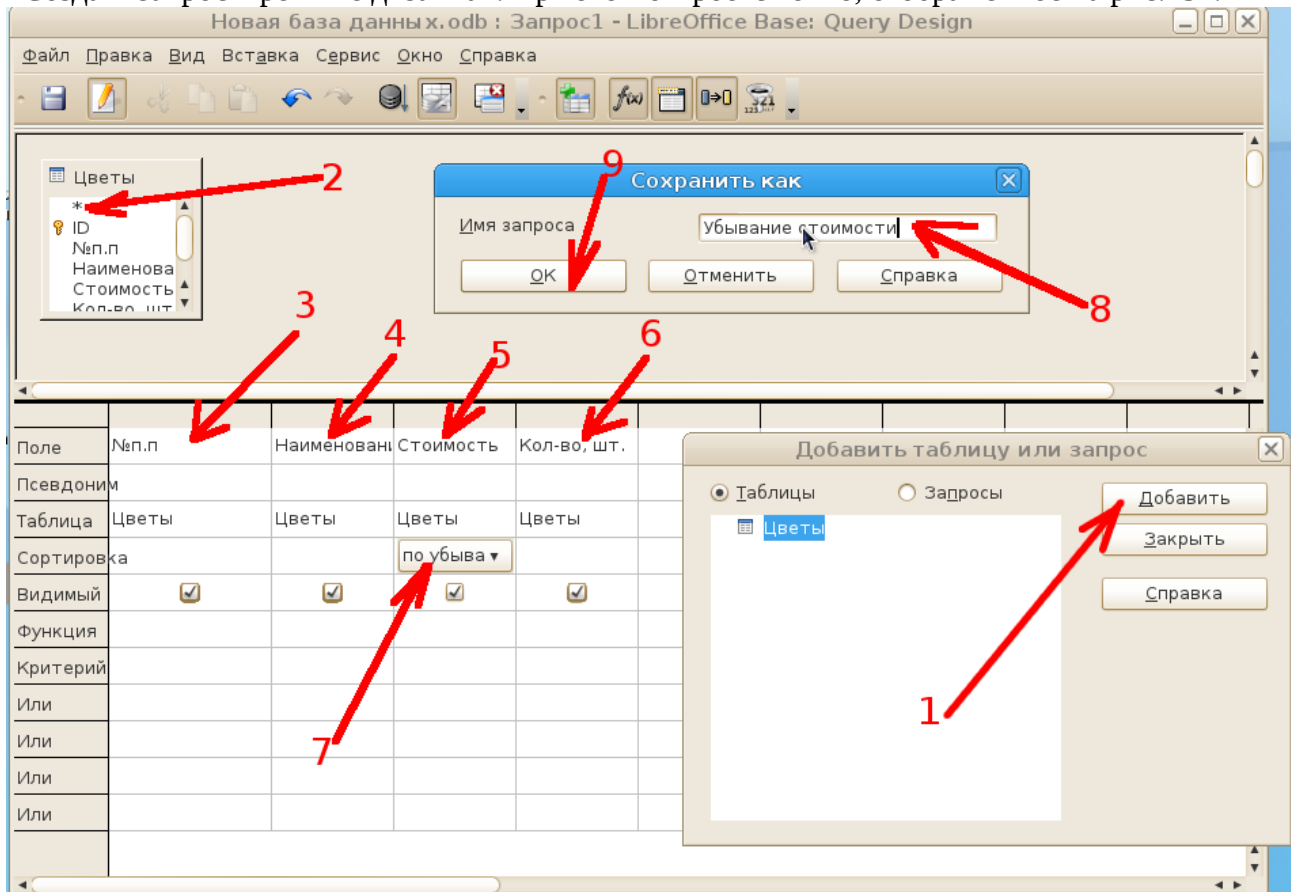 Новая база данных.odb : Запрос1 - LibreOffice Base: Query Design
Файл Правка Вид Вставка Сервис Окно Справка
Цветы
*
ID
№п.п
Наименова
Стоимость
Кол-во, шт
2
9
Сохранить как
Имя запроса
Убывание стоимости
ОК Отменить Справка
8
3
4
5
6
Поле №п.п Наименовани Стоимость Кол-во, шт.
Псевдоним
Таблица Цветы Цветы Цветы Цветы
Сортировка по убыва
Видимый
Функция
Критерий
Или
Или
Или
Или
7
Добавить таблицу или запрос
Таблицы Запросы
Цветы
Добавить
Закрыть
Справка
1